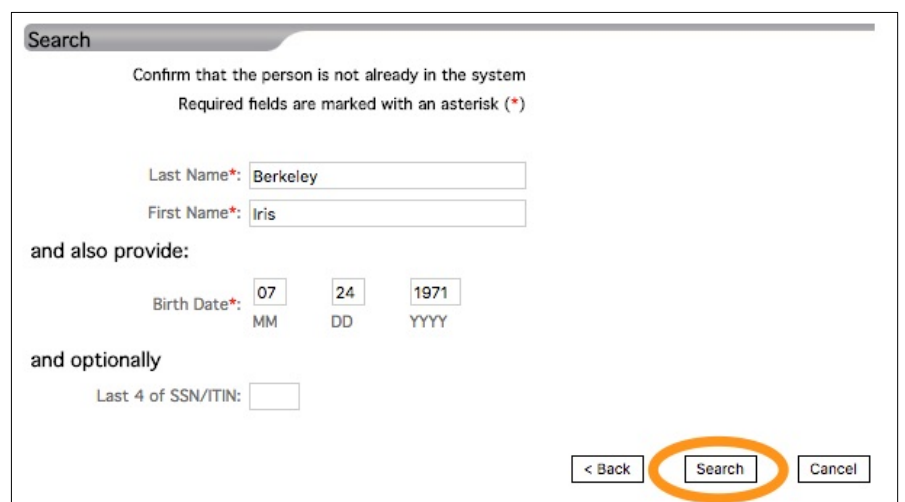 Search
Confirm that the person is not already in the system
Required fields are marked with an asterisk (*)
Last Name*: Berkeley
First Name*: Iris
and also provide:
Birth Date*: 07 24 1971
MM DD YYYY
and optionally
Last 4 of SSN/ITIN:
< Back Search Cancel